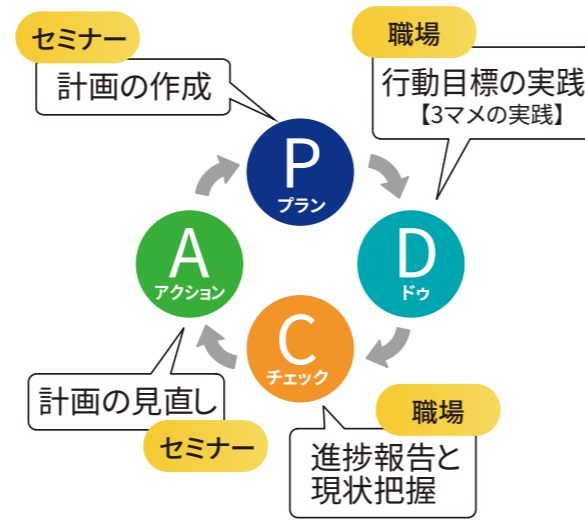 セミナー
計画の作成
職場
行動目標の実践
【3マメの実践】
P
プラン
D
ドゥ
C
チェック
職場
進捗報告と
現状把握
A
アクション
計画の見直し
セミナー